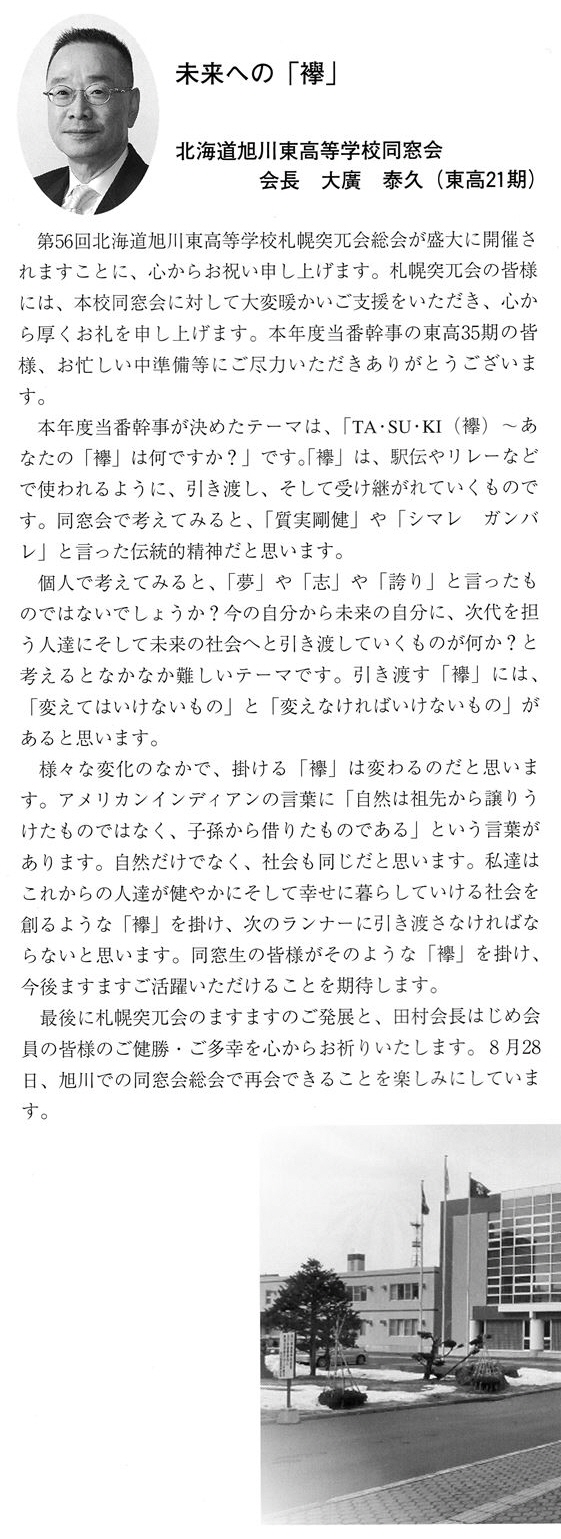 未来への「襷」
北海道旭川東高等学校同窓会
会長　大廣　泰久（東高21期）
第56回北海道旭川東高等学校札幌突兀会総会が盛大に開催さ
れますことに、心からお祝い申し上げます。札幌突兀会の皆様
には、本校同窓会に対して大変暖かいご支援をいただき、心か
ら厚くお礼を申し上げます。本年度当番幹事の東高35期の皆
様、お忙しい中準備等にご尽力いただきありがとうございま
す。
本年度当番幹事が決めたテーマは、「TA･SU･KI（襷）～あ
なたの「襷」は何ですか？」です。「襷」は、駅伝やリレーなど
で使われるように、引き渡し、そして受け継がれていくもので
す。同窓会で考えてみると、「質実剛健」や「シマレ　ガンバ
レ」と言った伝統的精神だと思います。
個人で考えてみると、「夢」や「志」や「誇り」と言ったも
のではないでしょうか？今の自分から未来の自分に、次代を担
う人達にそして未来の社会へと引き渡していくものが何か？と
考えるとなかなか難しいテーマです。引き渡す「襷」には、
「変えてはいけないもの」と「変えなければいけないもの」が
あると思います。
様々な変化のなかで、掛ける「襷」は変わるのだと思いま
す。アメリカンインディアンの言葉に「自然は祖先から譲りう
けたものではなく、子孫から借りたものである」という言葉が
あります。自然だけでなく、社会も同じだと思います。私達は
これからの人達が健やかにそして幸せに暮らしていける社会を
創るような「襷」を掛け、次のランナーに引き渡さなければな
らないと思います。同窓生の皆様がそのような「襷」を掛け、
今後ますますご活躍いただけることを期待します。
最後に札幌突兀会のますますのご発展と、田村会長はじめ会
員の皆様のご健勝・ご多幸を心からお祈りいたします。８月28
日、旭川での同窓会総会で再会できることを楽しみにしていま
す。